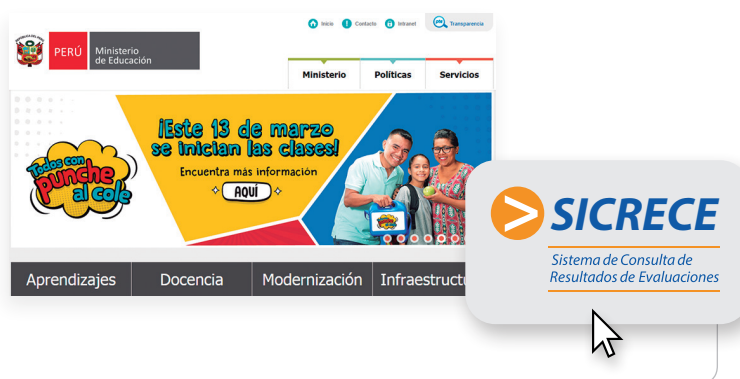 Inicio
Contacto
Intranet
Transparencia
PERÚ
Ministerio
de Educación
Ministerio
Políticas
Servicios
¡Este 13 de marzo
se inician las clases!
Encuentra más información
AQUÍ
Todos con
punche
al cole
SICRECE
Sistema de Consulta de
Resultados de Evaluaciones
Aprendizajes
Docencia
Modernización
Infraestruct